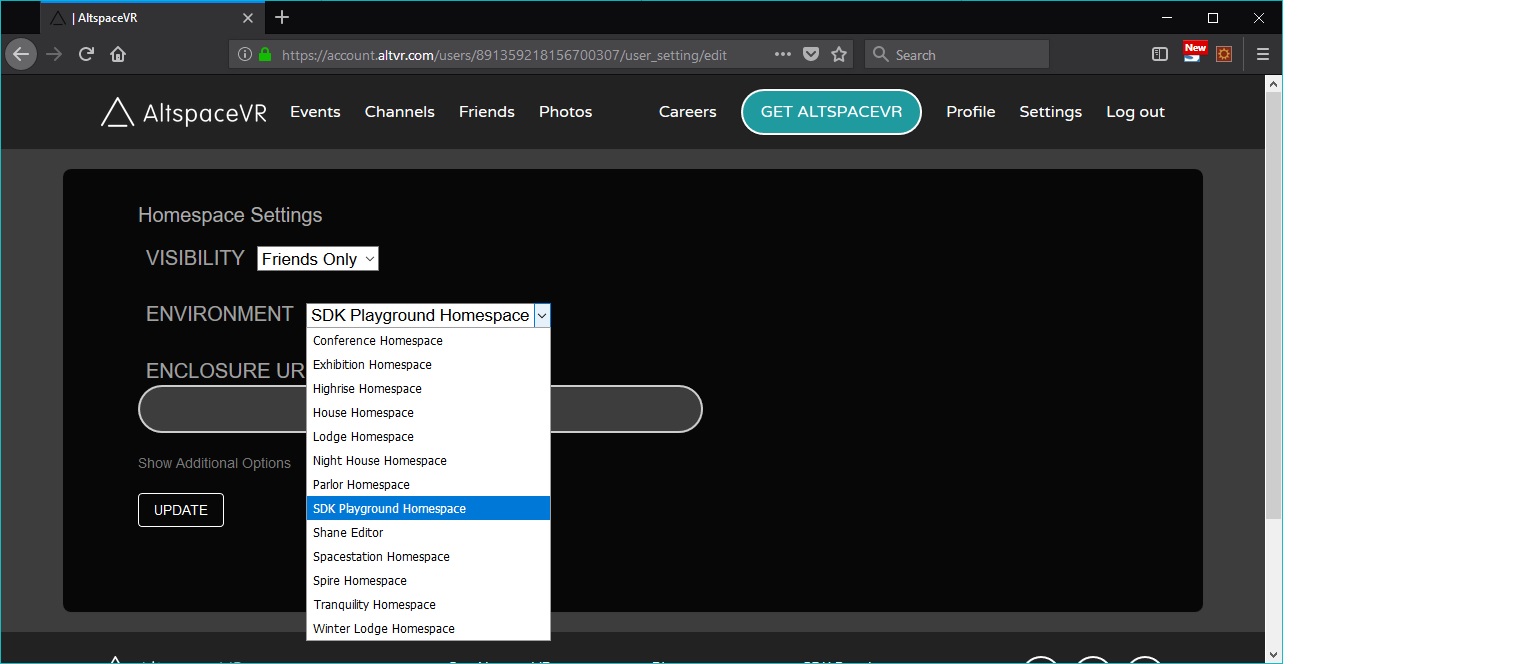 | AltspaceVR
https://account.altvr.com/users/891359218156700307/user_setting/edit
Search
New
AltspaceVR Events Channels Friends Photos Careers GET ALTSPACEVR Profile Settings Log out
Homespace Settings
VISIBILITY Friends Only
ENVIRONMENT SDK Playground Homespace
Conference Homespace
Exhibition Homespace
ENCLOSURE UR
Highrise Homespace
House Homespace
Lodge Homespace
Night House Homespace
Show Additional Options
Parlor Homespace
SDK Playground Homespace
UPDATE
Shane Editor
Spacestation Homespace
Spire Homespace
Tranquility Homespace
Winter Lodge Homespace